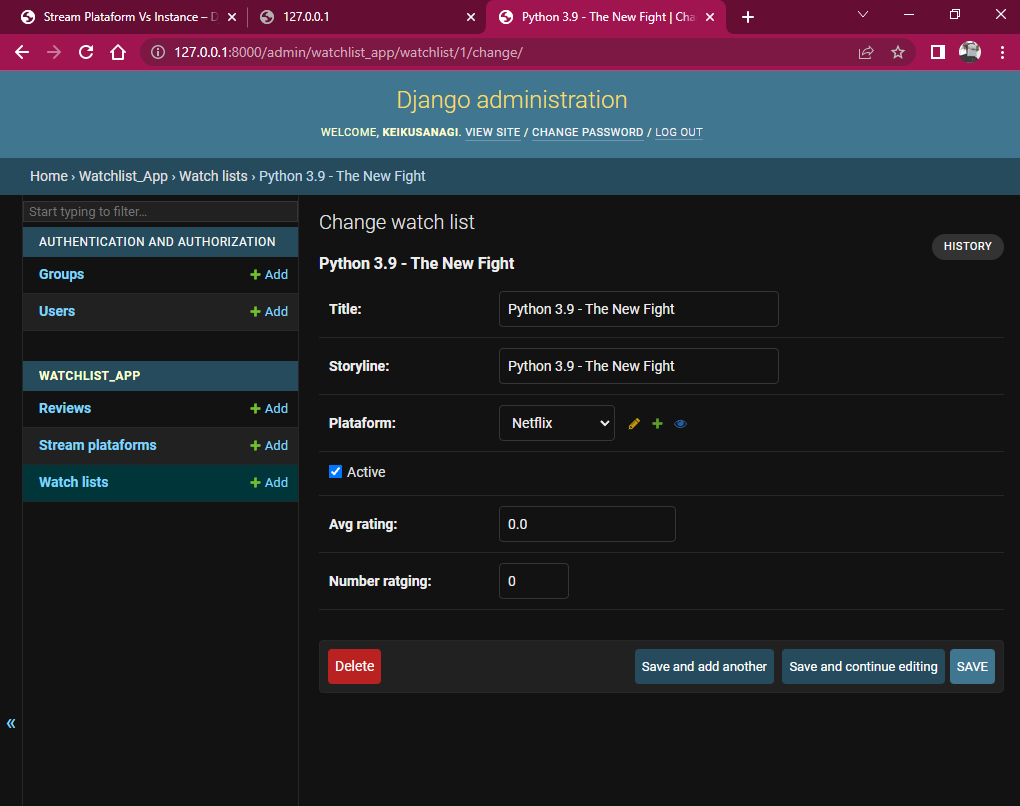 Stream Plataform Vs Instance – D
127.0.0.1
Python 3.9 - The New Fight | Cha
127.0.0.1:8000/admin/watchlist_app/watchlist/1/change/
Django administration
WELCOME, KEIKUSANAGI. VIEW SITE / CHANGE PASSWORD / LOG OUT
Home › Watchlist_App › Watch lists › Python 3.9 - The New Fight
Start typing to filter...
AUTHENTICATION AND AUTHORIZATION
Groups + Add
Users + Add
WATCHLIST_APP
Reviews + Add
Stream plataforms + Add
Watch lists + Add
«
Change watch list
HISTORY
Python 3.9 - The New Fight
Title: Python 3.9 - The New Fight
Storyline: Python 3.9 - The New Fight
Plataform: Netflix
Active
Avg rating: 0.0
Number ratging: 0
Delete Save and add another Save and continue editing SAVE